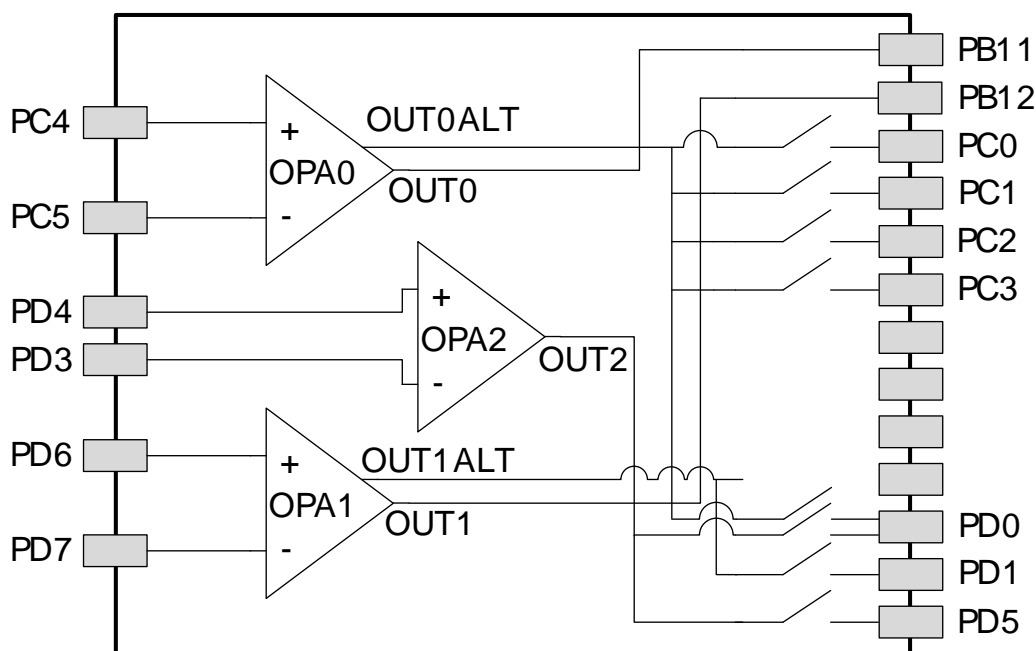 PB11
PB12
PC4
OUT0ALT
+
OPA0
PC0
OUT0
PC1
PC5
-
PC2
PC3
PD4
+
OPA2
OUT2
PD3
-
PD6
OUT1ALT
+
OPA1
OUT1
PD0
PD7
-
PD1
PD5